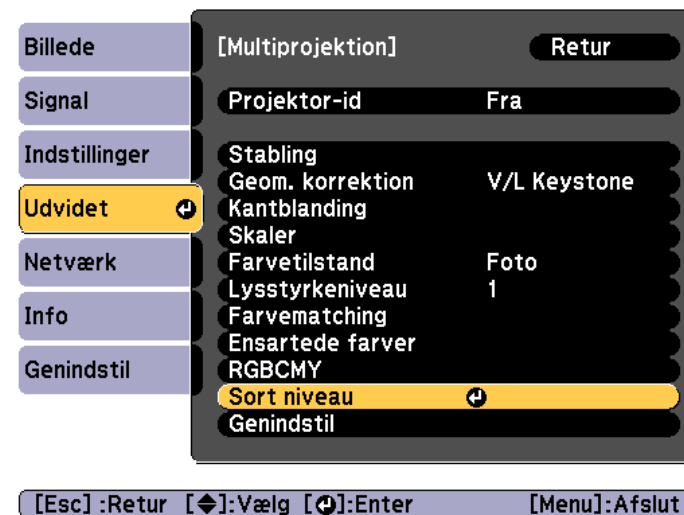 Billede
Signal
Indstillinger
Udvidet
Netværk
Info
Genindstil
[Multiprojektion] Retur
Projektor-id Fra
Stabling
Geom. korrektion V/L Keystone
Kantblanding
Skaler
Farvetilstand Foto
Lysstyrkeniveau 1
Farvematching
Ensartede farver
RGBCMY
Sort niveau
Genindstil
[Esc] :Retur [◆]:Vælg [⏎]:Enter [Menu]:Afslut